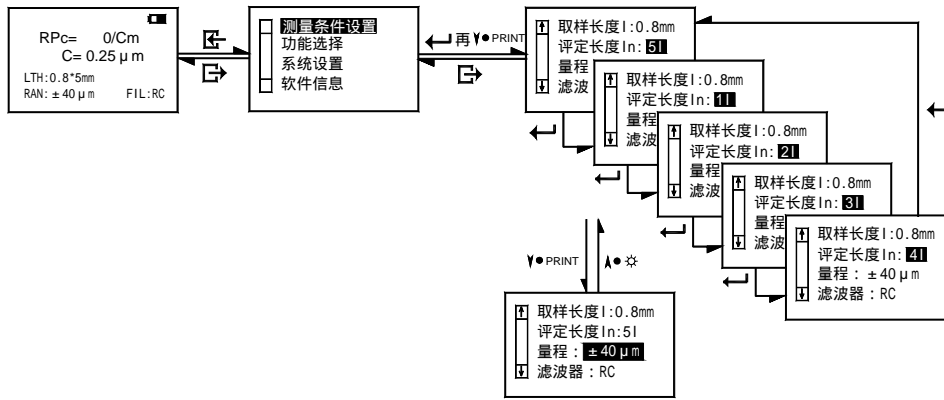 RPc= 0/Cm
C= 0.25 μm
LTH:0.8*5mm
RAN: ±40 μm FIL:RC
测量条件设置
功能选择
系统设置
软件信息
再 PRINT
取样长度l:0.8mm
评定长度ln: 5l
量程
滤波
取样长度l:0.8mm
评定长度ln: 1l
量程
滤波
取样长度l:0.8mm
评定长度ln: 2l
量程
滤波
取样长度l:0.8mm
评定长度ln: 3l
量程
滤波
取样长度l:0.8mm
评定长度ln: 4l
量程：±40μm
滤波器：RC
PRINT
取样长度l:0.8mm
评定长度ln:5l
量程：±40μm
滤波器：RC